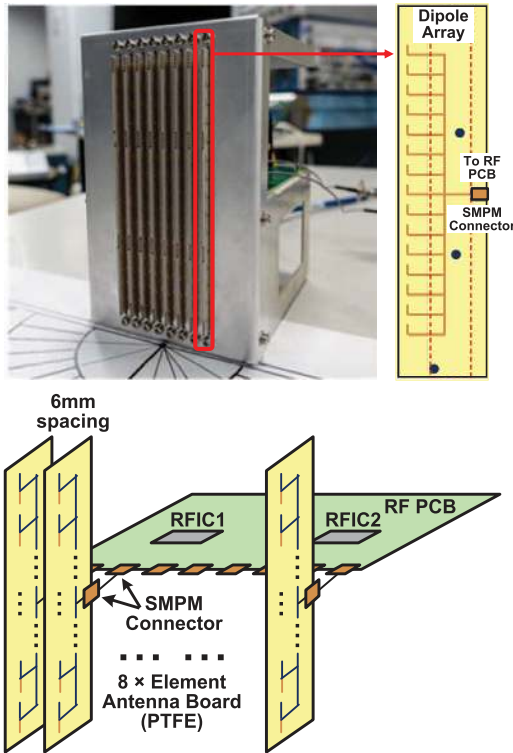 Dipole
Array
To RF
PCB
SMPM
Connector
6mm
spacing
RF PCB
RFIC1
RFIC2
SMPM
Connector
8 × Element
Antenna Board
(PTFE)